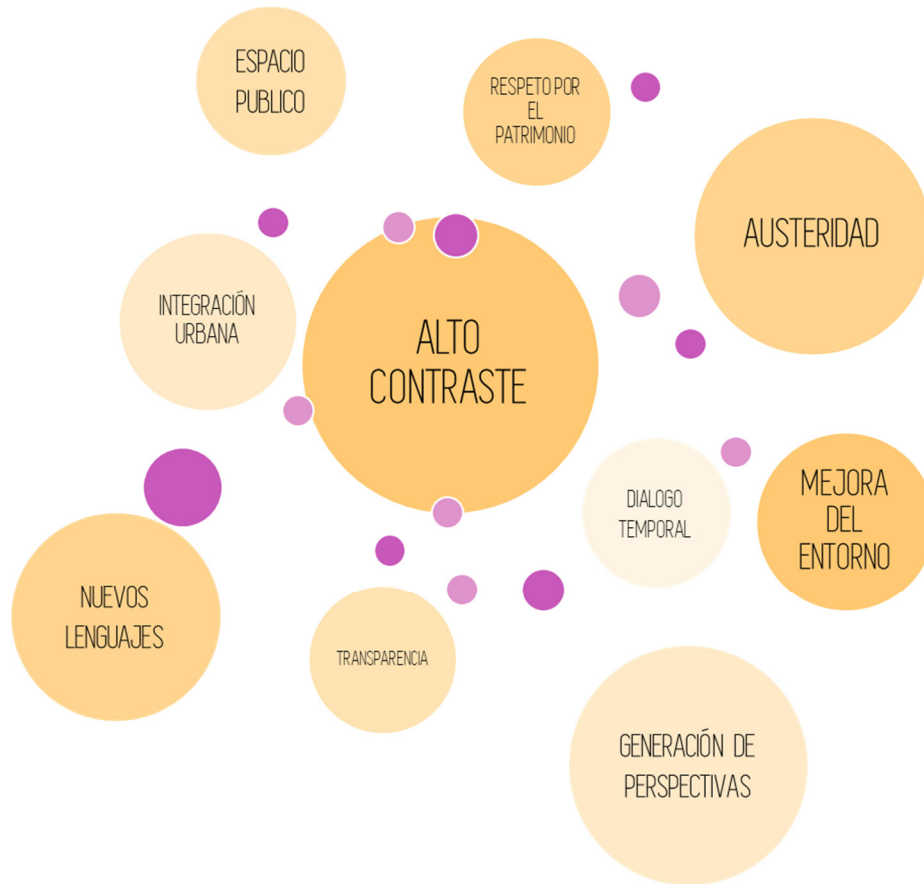 ESPACIO
PUBLICO
RESPETO POR
EL
PATRIMONIO
AUSTERIDAD
INTEGRACIÓN
URBANA
ALTO
CONTRASTE
DIALOGO
TEMPORAL
MEJORA
DEL
ENTORNO
NUEVOS
LENGUAJES
TRANSPARENCIA
GENERACIÓN DE
PERSPECTIVAS